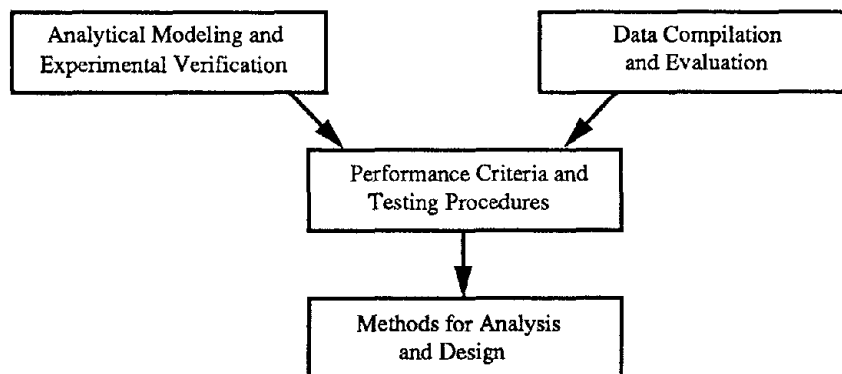 Analytical Modeling and
Experimental Verification
Data Compilation
and Evaluation
Performance Criteria and
Testing Procedures
Methods for Analysis
and Design